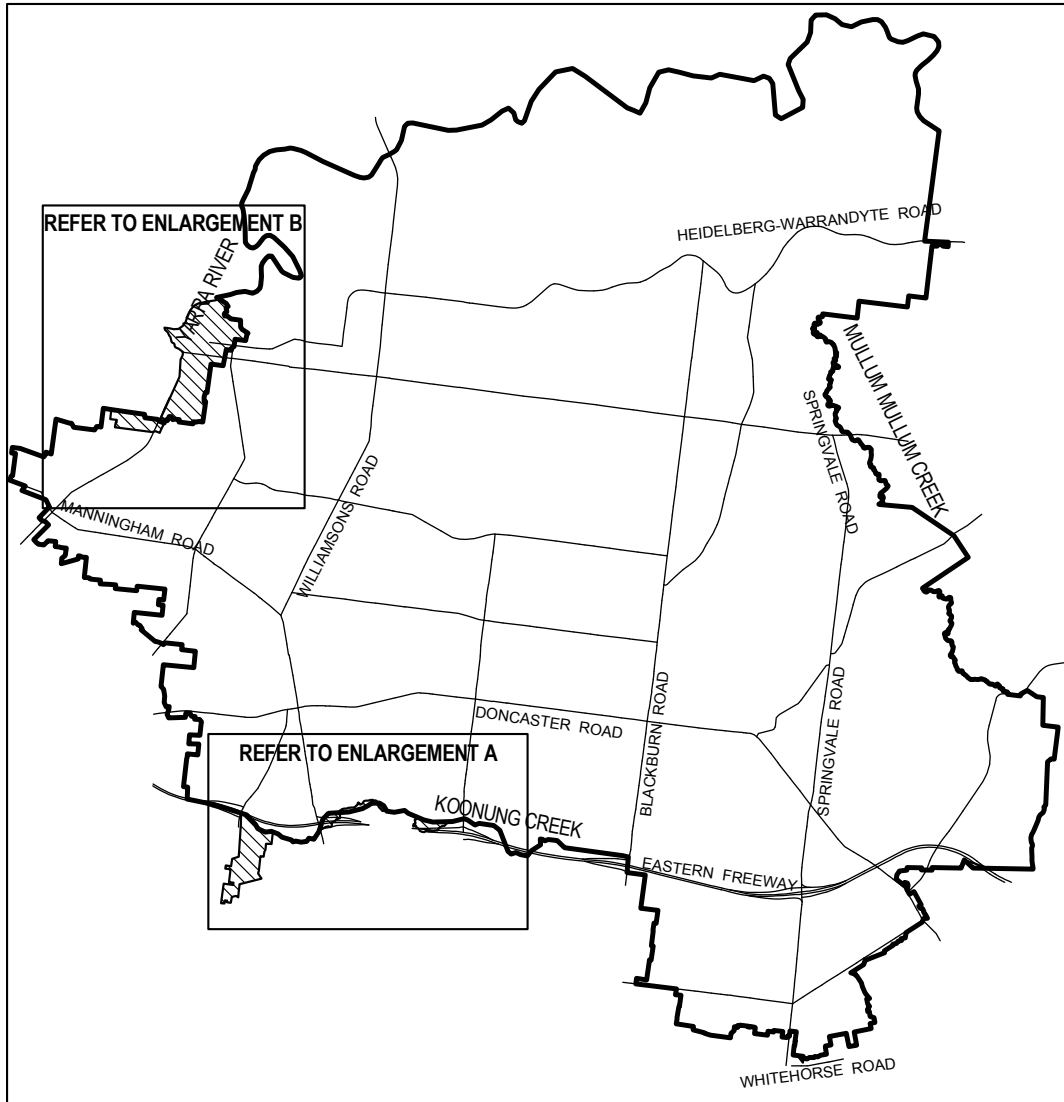 HEIDELBERG-WARRANDYTE ROAD
REFER TO ENLARGEMENT B
RIVER
MULLUM MULLUM CREEK
SPRINGVALE ROAD
WILLIAMSONS ROAD
MANNINGHAM ROAD
DONCASTER ROAD
BLACKBURN ROAD
SPRINGVALE ROAD
REFER TO ENLARGEMENT A
KOONUNG CREEK
EASTERN FREEWAY
WHITEHORSE ROAD